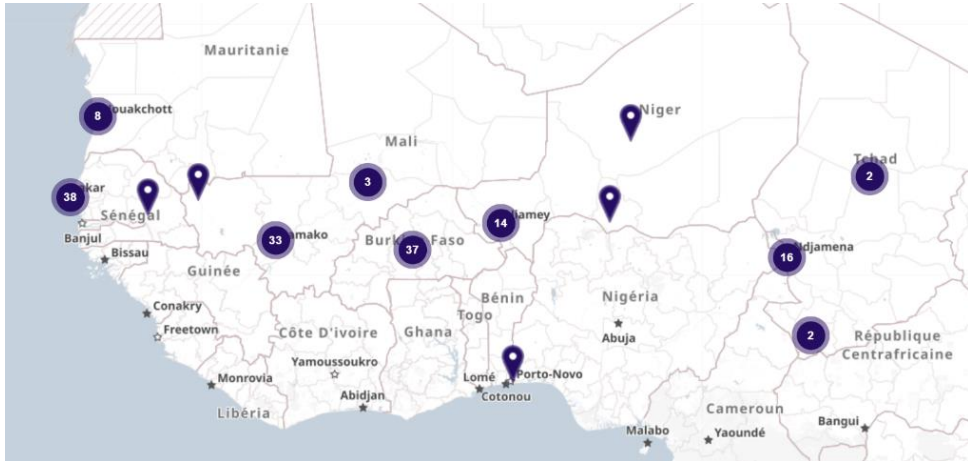 Mauritanie
ouakchott
8
Niger
Mali
Tchad
2
3
38
kar
Sénégal
Banjul
14
amey
33
amako
Burkina Faso
37
Bissau
djamena
16
Guinée
Bénin
Nigéria
Togo
Conakry
Freetown
Côte D'ivoire
Ghana
Abuja
2
République
Centrafricaine
Yamoussoukro
Monrovia
Lomé
Porto-Novo
Cotonou
Abidjan
Libéria
Cameroun
Malabo
Yaoundé
Bangui